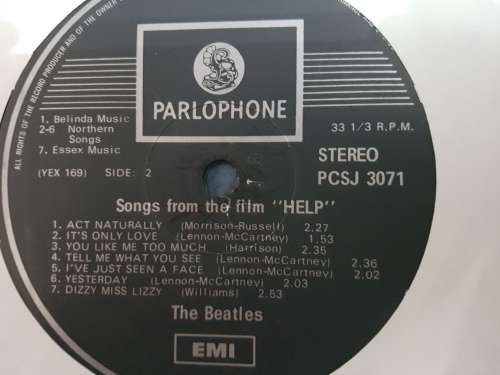 ALL RIGHTS OF THE RECORD PRODUCER AND OF THE OWNER
PARLOPHONE
1. Belinda Music
2-6 Northern
Songs
7. Essex Music
33 1/3 R.P.M.
(YEX 169) SIDE: 2
STEREO
PCSJ 3071
Songs from the film "HELP"
1. ACT NATURALLY (Morrison-Russell) 2.27
2. IT'S ONLY LOVE (Lennon-McCartney) 1.53
3. YOU LIKE ME TOO MUCH (Harrison) 2.35
4. TELL ME WHAT YOU SEE (Lennon-McCartney) 2.36
5. I'VE JUST SEEN A FACE (Lennon-McCartney) 2.02
6. YESTERDAY (Lennon-McCartney) 2.03
7. DIZZY MISS LIZZY (Williams) 2.53
The Beatles
EMI